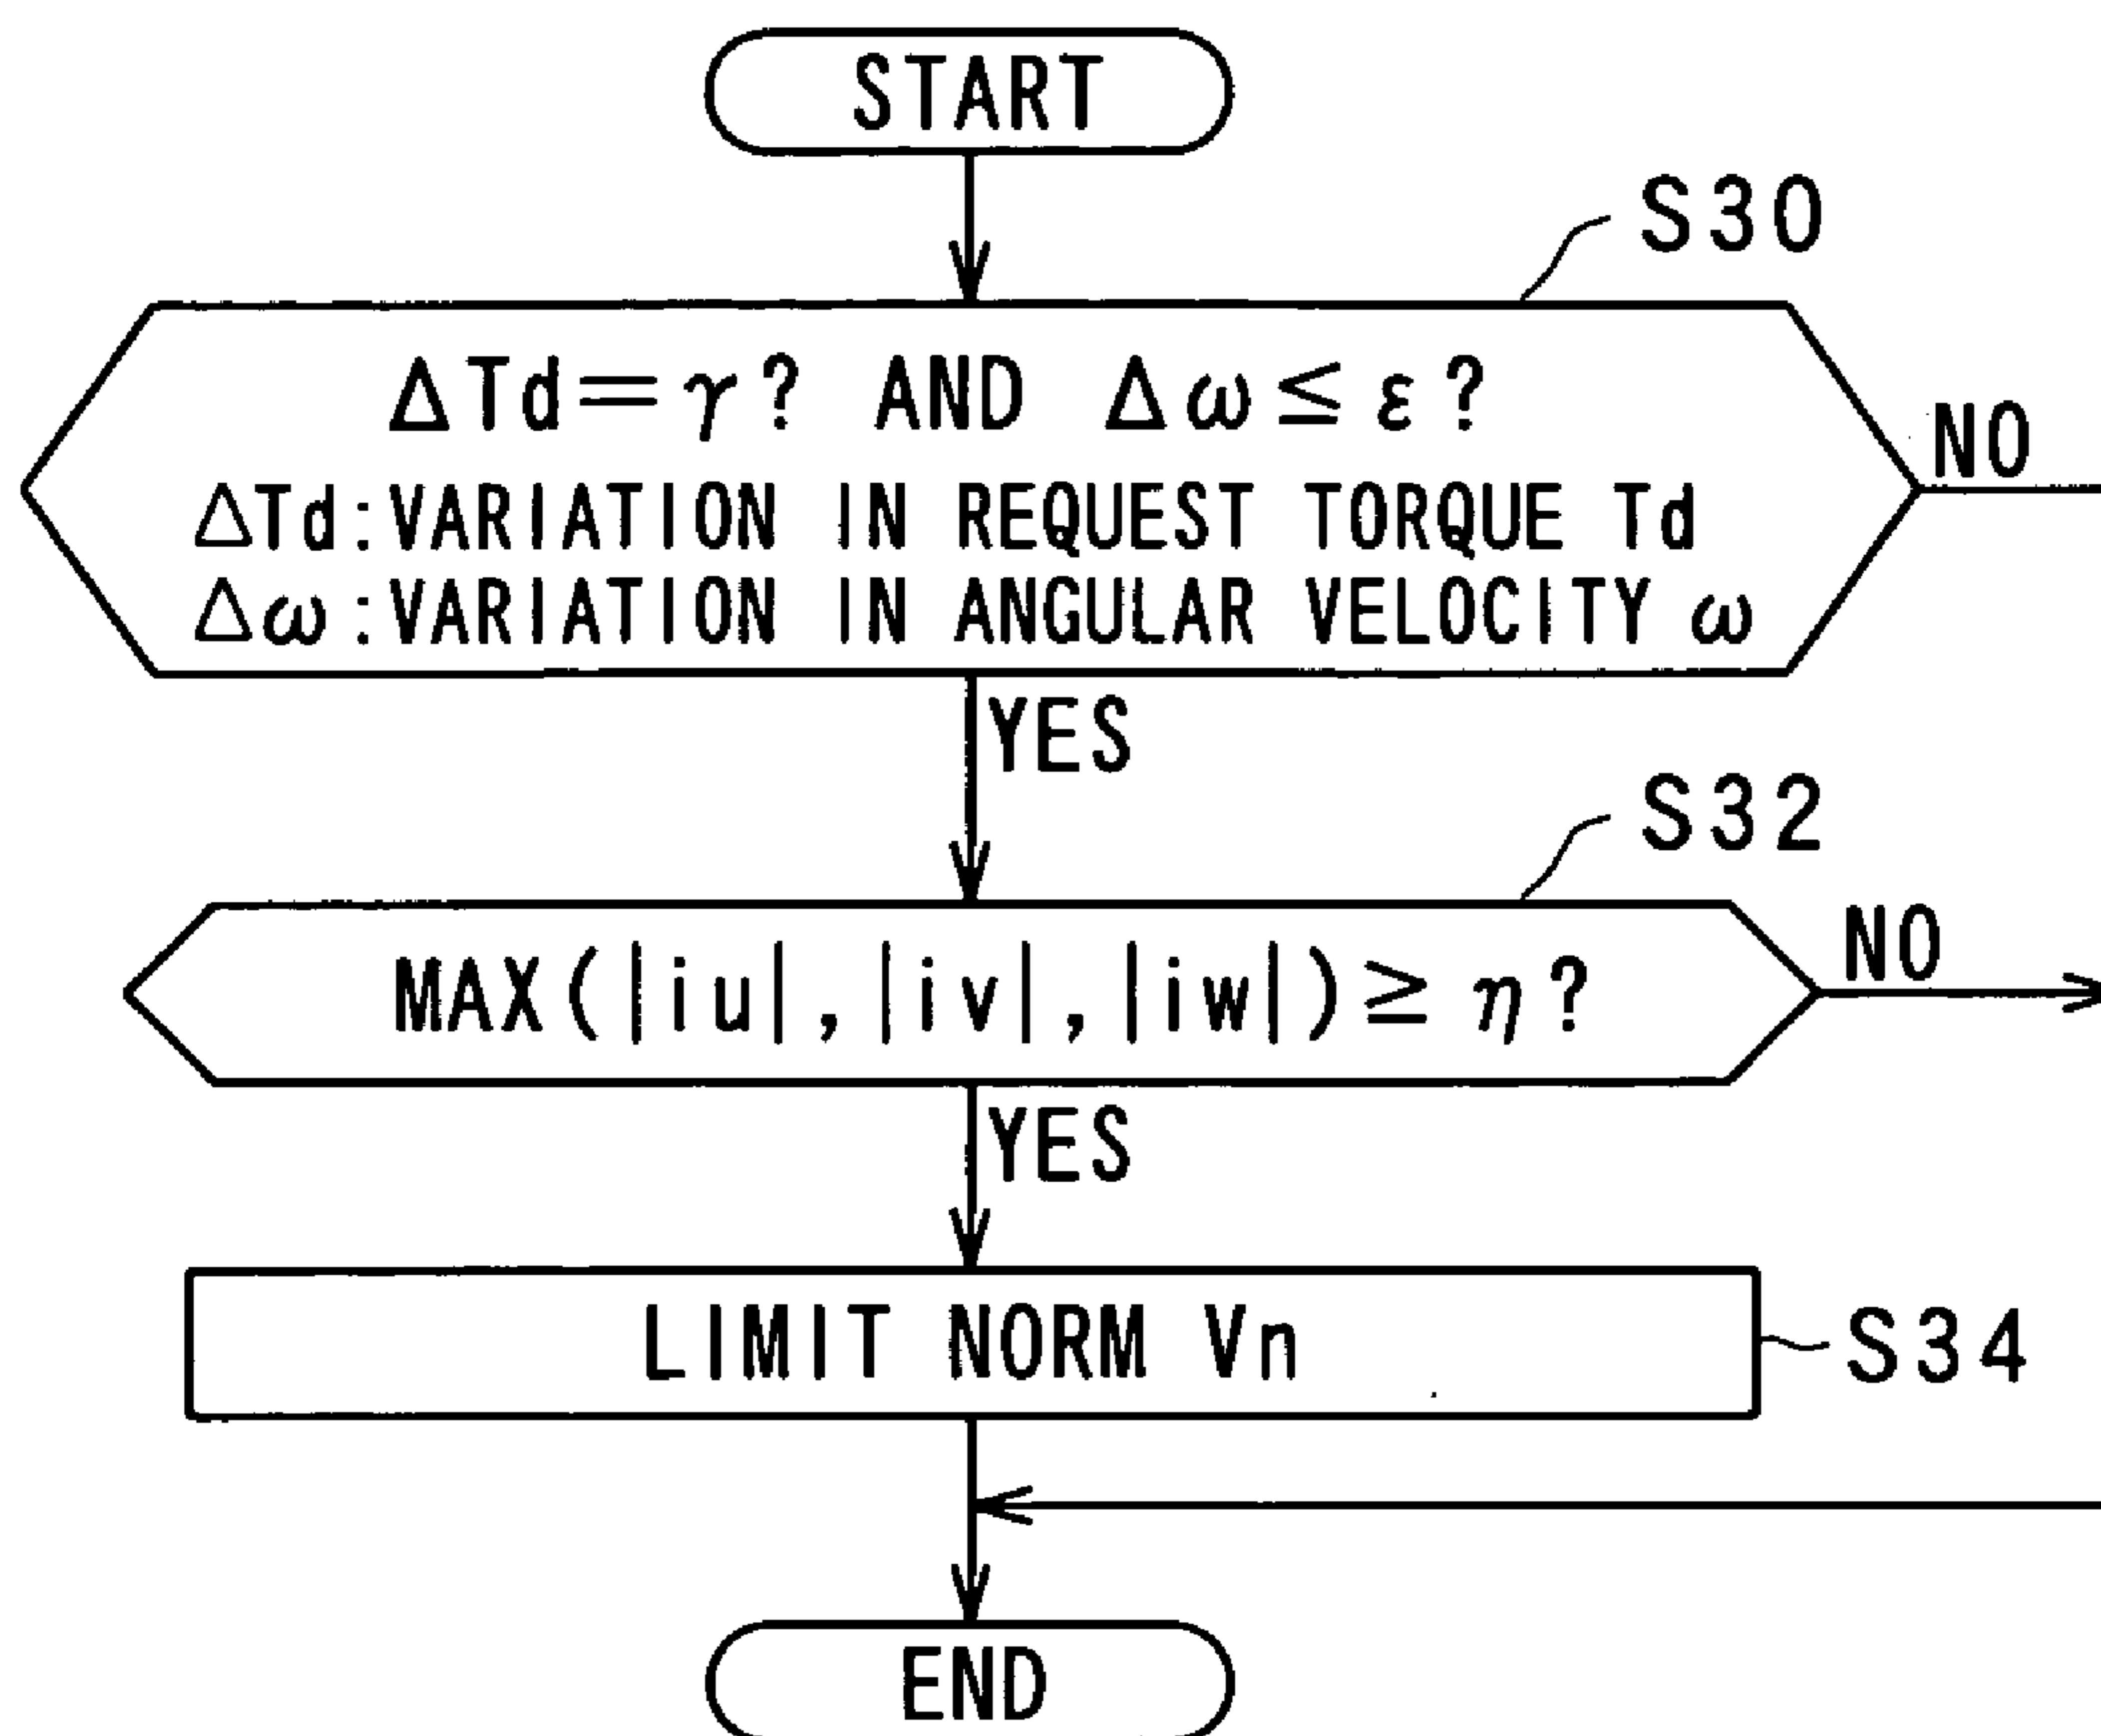 START
S30
ΔTd=γ? AND Δω≤ε?
NO
ΔTd:VARIATION IN REQUEST TORQUE Td
Δω:VARIATION IN ANGULAR VELOCITY ω
YES
S32
NO
MAX(|iu|,|iv|,|iw|)≥η?
YES
LIMIT NORM Vn
S34
END